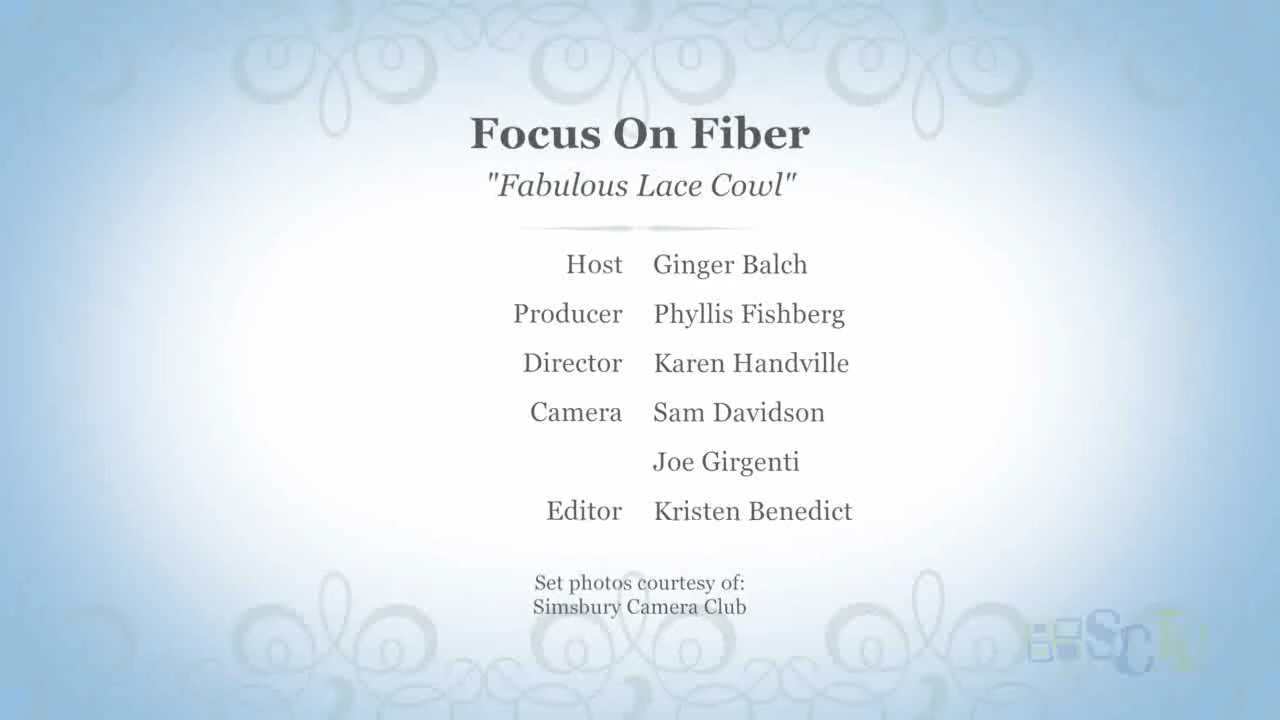 Focus On Fiber
"Fabulous Lace Cowl"
Host Ginger Balch
Producer Phyllis Fishberg
Director Karen Handville
Camera Sam Davidson
Joe Girgenti
Editor Kristen Benedict
Set photos courtesy of:
Simsbury Camera Club
SCTV